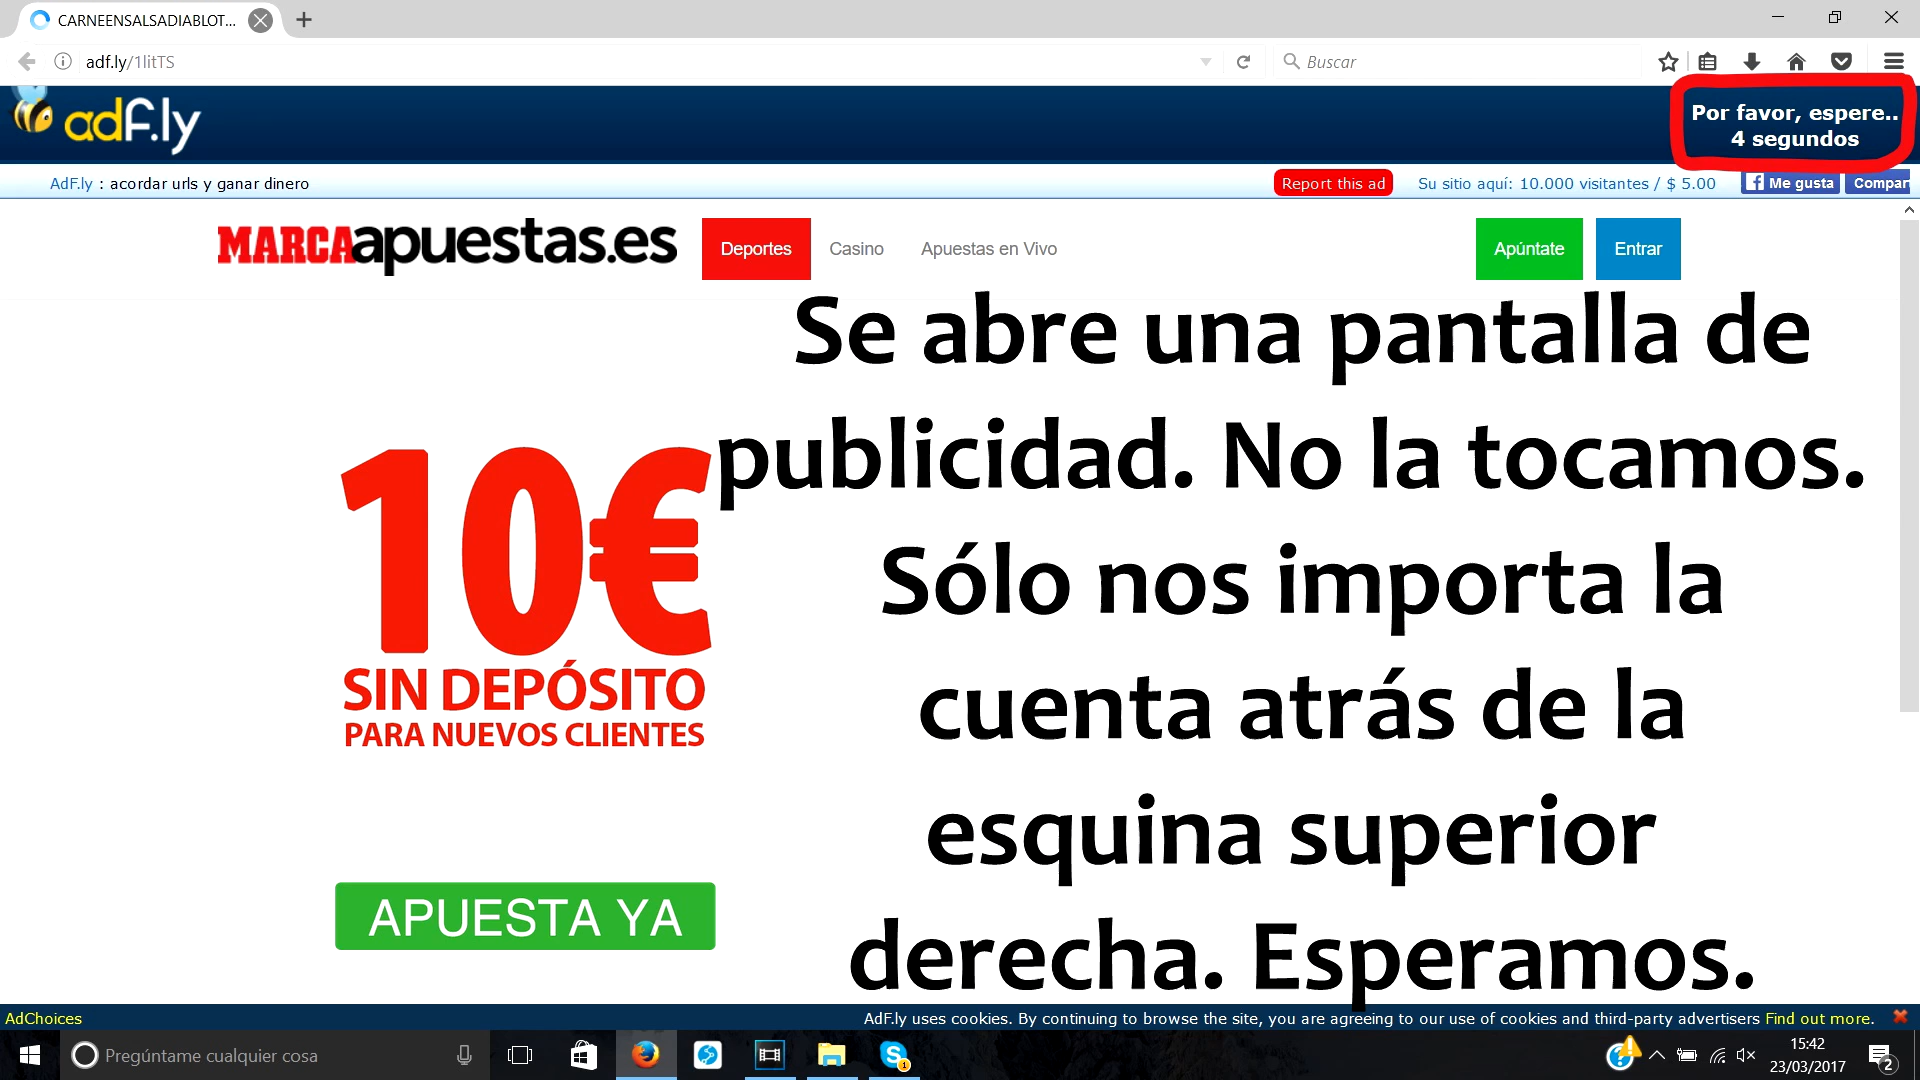 CARNEENSALSADIABLOT...
adf.ly/1litTS
Buscar
adf.ly
Por favor, espere..
4 segundos
AdF.ly : acordar urls y ganar dinero
Report this ad
Su sitio aquí: 10.000 visitantes / $ 5.00
Me gusta
Compar
MARCAapuestas.es
Deportes
Casino
Apuestas en Vivo
Apúntate
Entrar
Se abre una pantalla de
publicidad. No la tocamos.
Sólo nos importa la
cuenta atrás de la
esquina superior
derecha. Esperamos.
10€
SIN DEPÓSITO
PARA NUEVOS CLIENTES
APUESTA YA
AdChoices
AdF.ly uses cookies. By continuing to browse the site, you are agreeing to our use of cookies and third-party advertisers Find out more.
Pregúntame cualquier cosa
1
15:42
23/03/2017
2